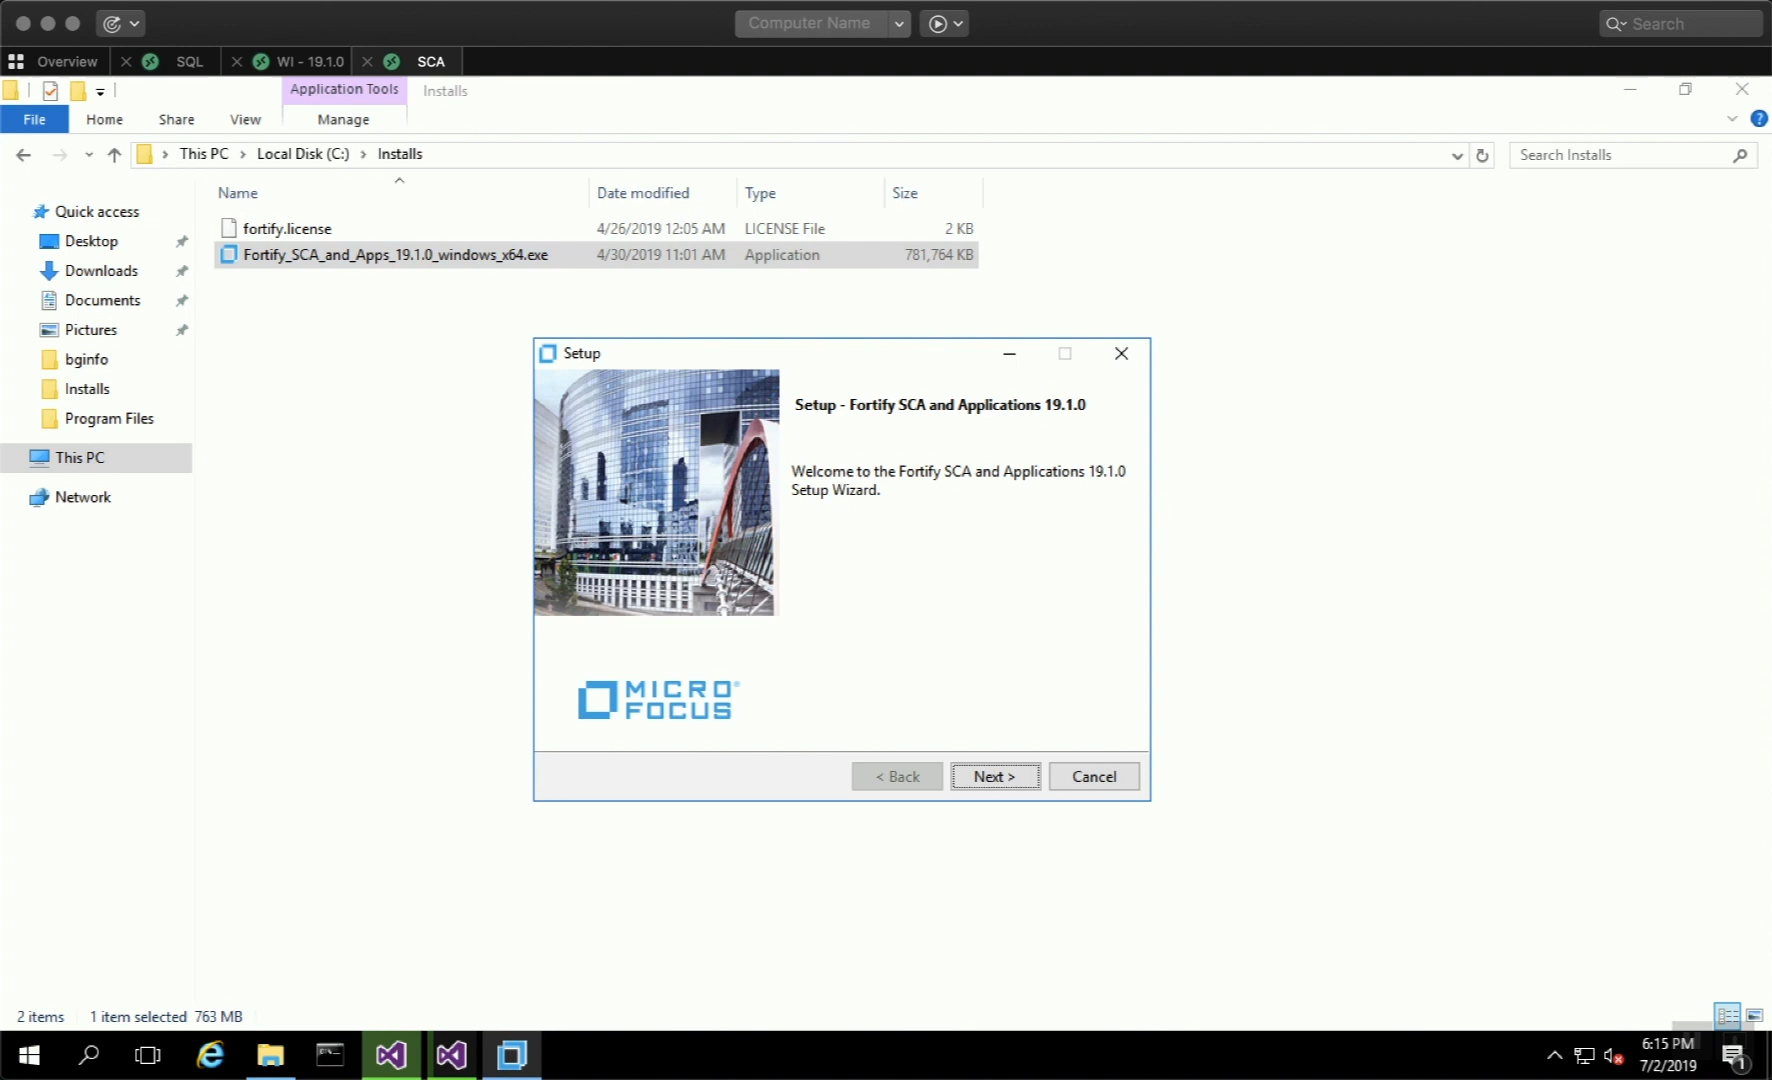 Computer Name
Search
Overview
SQL
WI - 19.1.0
SCA
Application Tools
Installs
File
Home
Share
View
Manage
This PC
Local Disk (C:)
Installs
Search Installs
Name
Date modified
Type
Size
Quick access
Desktop
Downloads
Documents
Pictures
bginfo
Installs
Program Files
This PC
Network
fortify.license 4/26/2019 12:05 AM LICENSE File 2 KB
Fortify_SCA_and_Apps_19.1.0_windows_x64.exe 4/30/2019 11:01 AM Application 781,764 KB
Setup
Setup - Fortify SCA and Applications 19.1.0
Welcome to the Fortify SCA and Applications 19.1.0
Setup Wizard.
MICRO
FOCUS
< Back
Next >
Cancel
2 items
1 item selected 763 MB
6:15 PM
7/2/2019
1